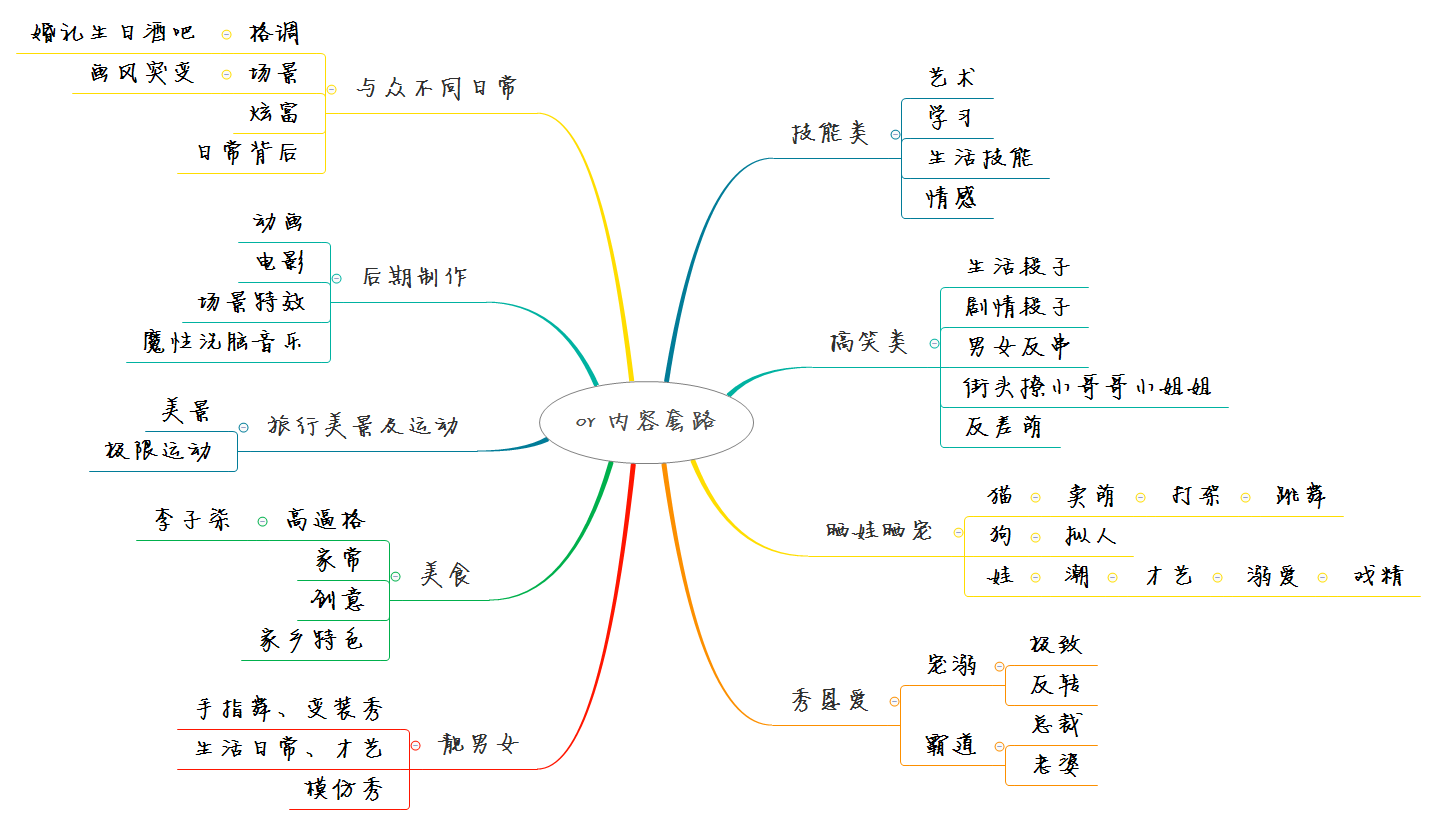 or 内容套路
技能类
艺术
学习
生活技能
情感
搞笑类
生活段子
剧情段子
男女反串
街头撩小哥哥小姐姐
反差萌
晒娃晒宠
猫 卖萌 打架 跳舞
狗 拟人
娃 潮 才艺 溺爱 戏精
秀恩爱
宠溺
极致
反转
霸道
总裁
老婆
与众不同日常
婚礼生日酒吧 格调
画风突变 场景
炫富
日常背后
后期制作
动画
电影
场景特效
魔性洗脑音乐
旅行美景及运动
美景
极限运动
美食
李子柒 高逼格
家常
创意
家乡特色
靓男女
手指舞、变装秀
生活日常、才艺
模仿秀